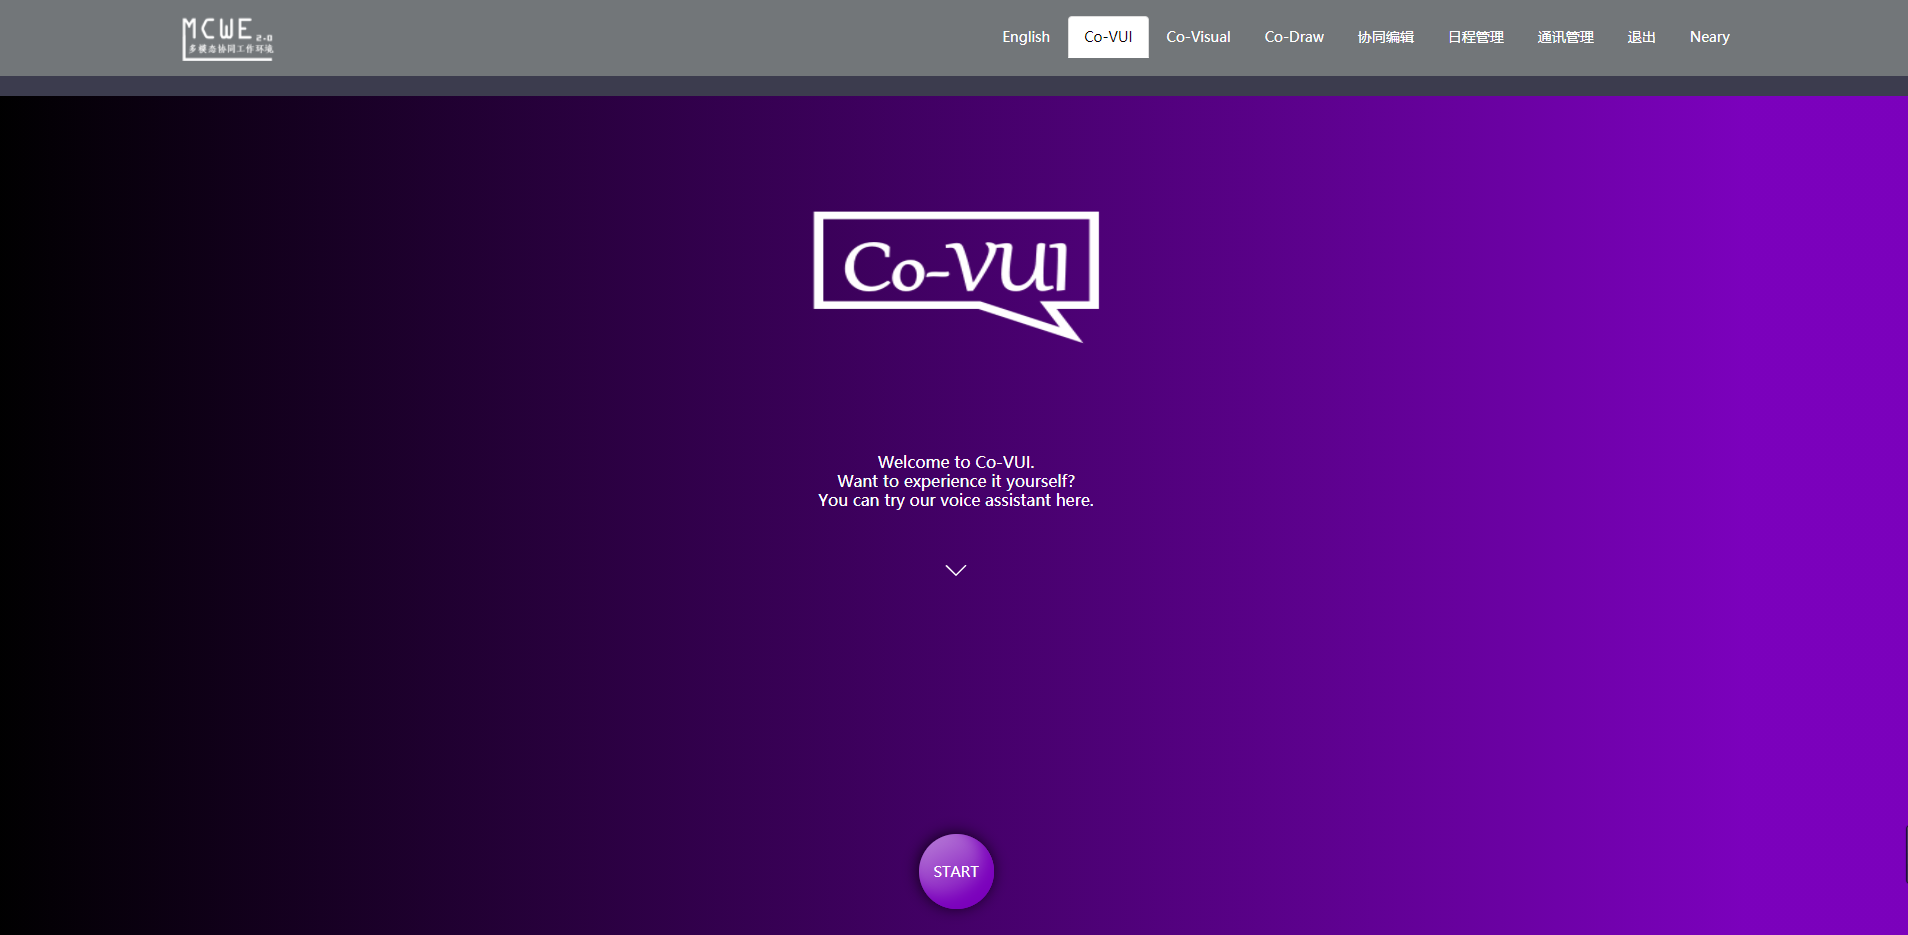 MCWE 2.0
多模态协同工作环境
English Co-VUI Co-Visual Co-Draw 协同编辑 日程管理 通讯管理 退出 Neary
Co-VUI
Welcome to Co-VUI.
Want to experience it yourself?
You can try our voice assistant here.
START